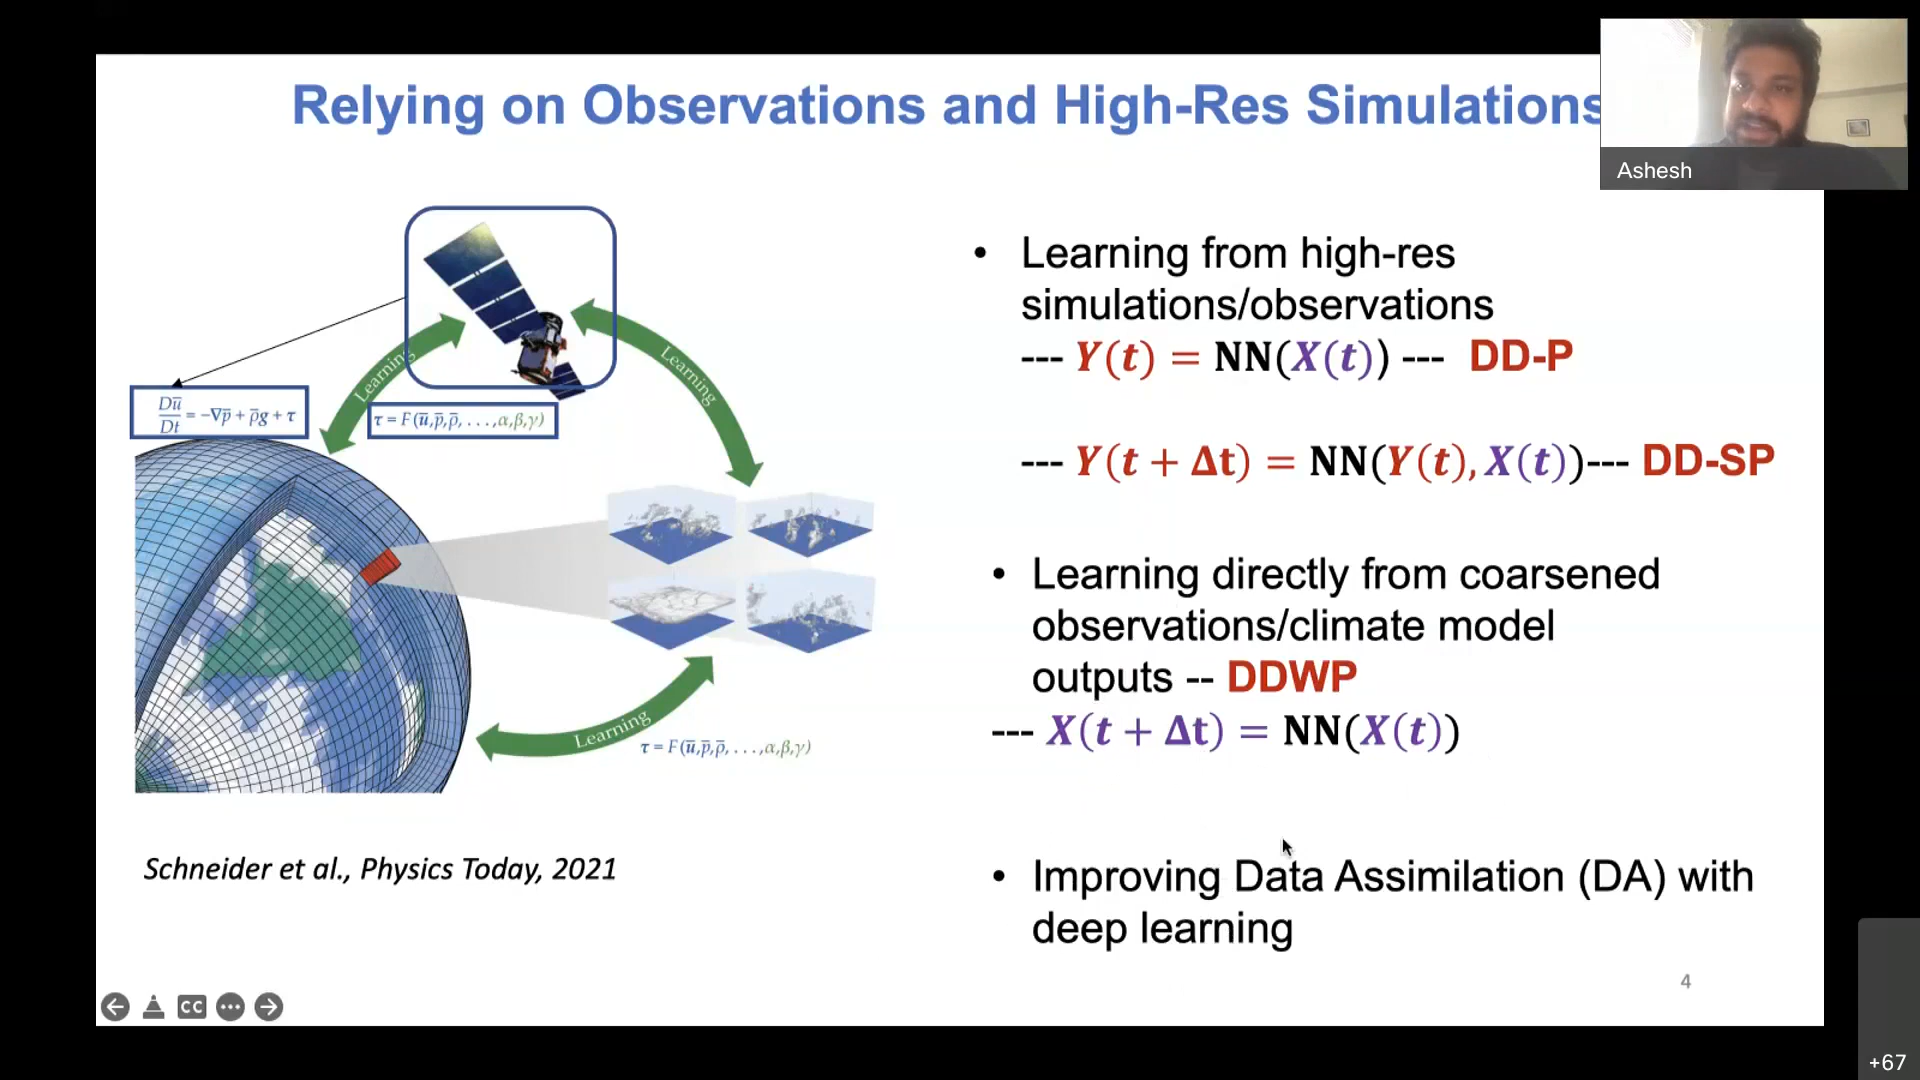 Relying on Observations and High-Res Simulations
Ashesh
Learning
Learning
Dū/Dt = −∇p̄ + ρ̄g + τ
τ = F(ū,p̄,ρ̄, . . . ,α,β,γ)
Learning
τ = F(ū,p̄,ρ̄, . . . ,α,β,γ)
Schneider et al., Physics Today, 2021
• Learning from high-res
simulations/observations
--- Y(t) = NN(X(t)) --- DD-P
--- Y(t + Δt) = NN(Y(t), X(t))--- DD-SP
• Learning directly from coarsened
observations/climate model
outputs -- DDWP
--- X(t + Δt) = NN(X(t))
• Improving Data Assimilation (DA) with
deep learning
4
CC
+67